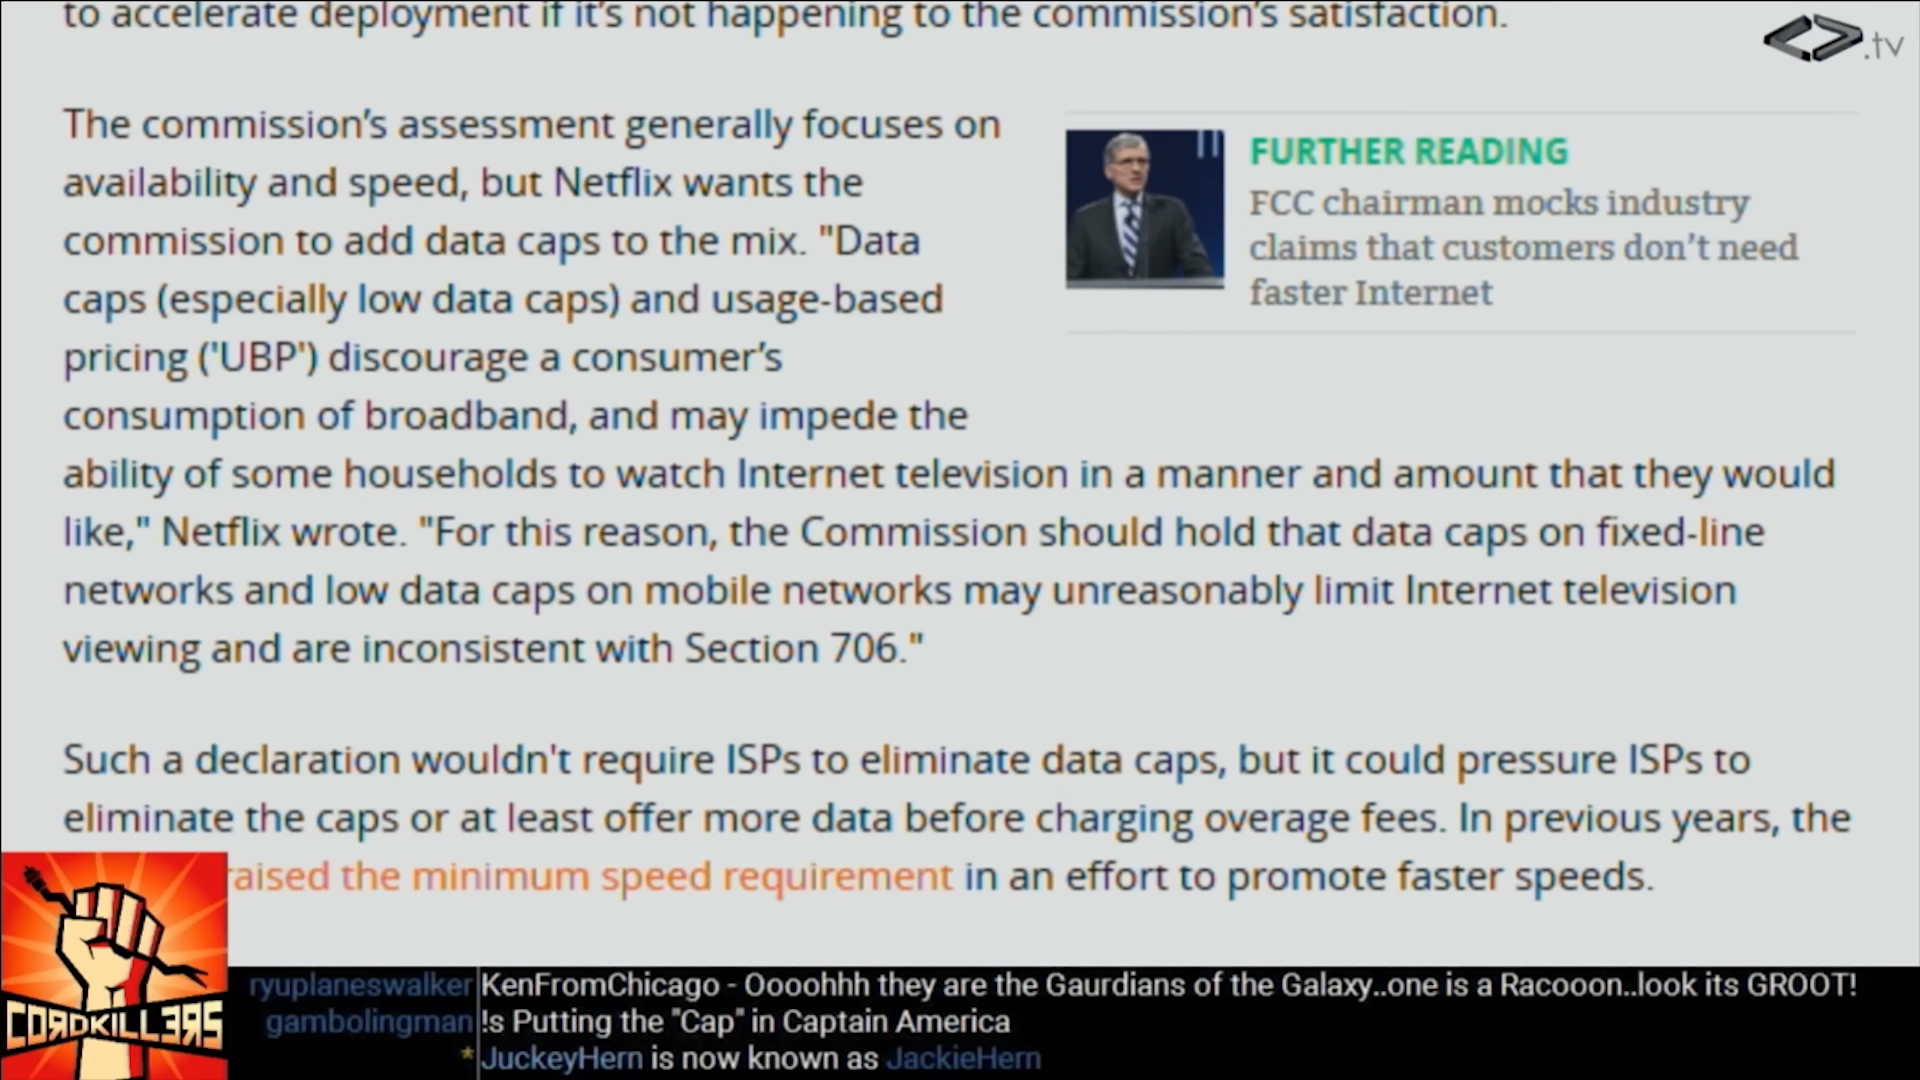 to accelerate deployment if it's not happening to the commission's satisfaction.
.tv
The commission's assessment generally focuses on
availability and speed, but Netflix wants the
commission to add data caps to the mix. "Data
caps (especially low data caps) and usage-based
pricing ('UBP') discourage a consumer's
consumption of broadband, and may impede the
ability of some households to watch Internet television in a manner and amount that they would
like," Netflix wrote. "For this reason, the Commission should hold that data caps on fixed-line
networks and low data caps on mobile networks may unreasonably limit Internet television
viewing and are inconsistent with Section 706."
FURTHER READING
FCC chairman mocks industry
claims that customers don't need
faster Internet
Such a declaration wouldn't require ISPs to eliminate data caps, but it could pressure ISPs to
eliminate the caps or at least offer more data before charging overage fees. In previous years, the
raised the minimum speed requirement in an effort to promote faster speeds.
CORDKILLERS
ryuplaneswalker KenFromChicago - Oooohhh they are the Gaurdians of the Galaxy..one is a Racooon..look its GROOT!
gambolingman !s Putting the "Cap" in Captain America
* JuckeyHern is now known as JackieHern